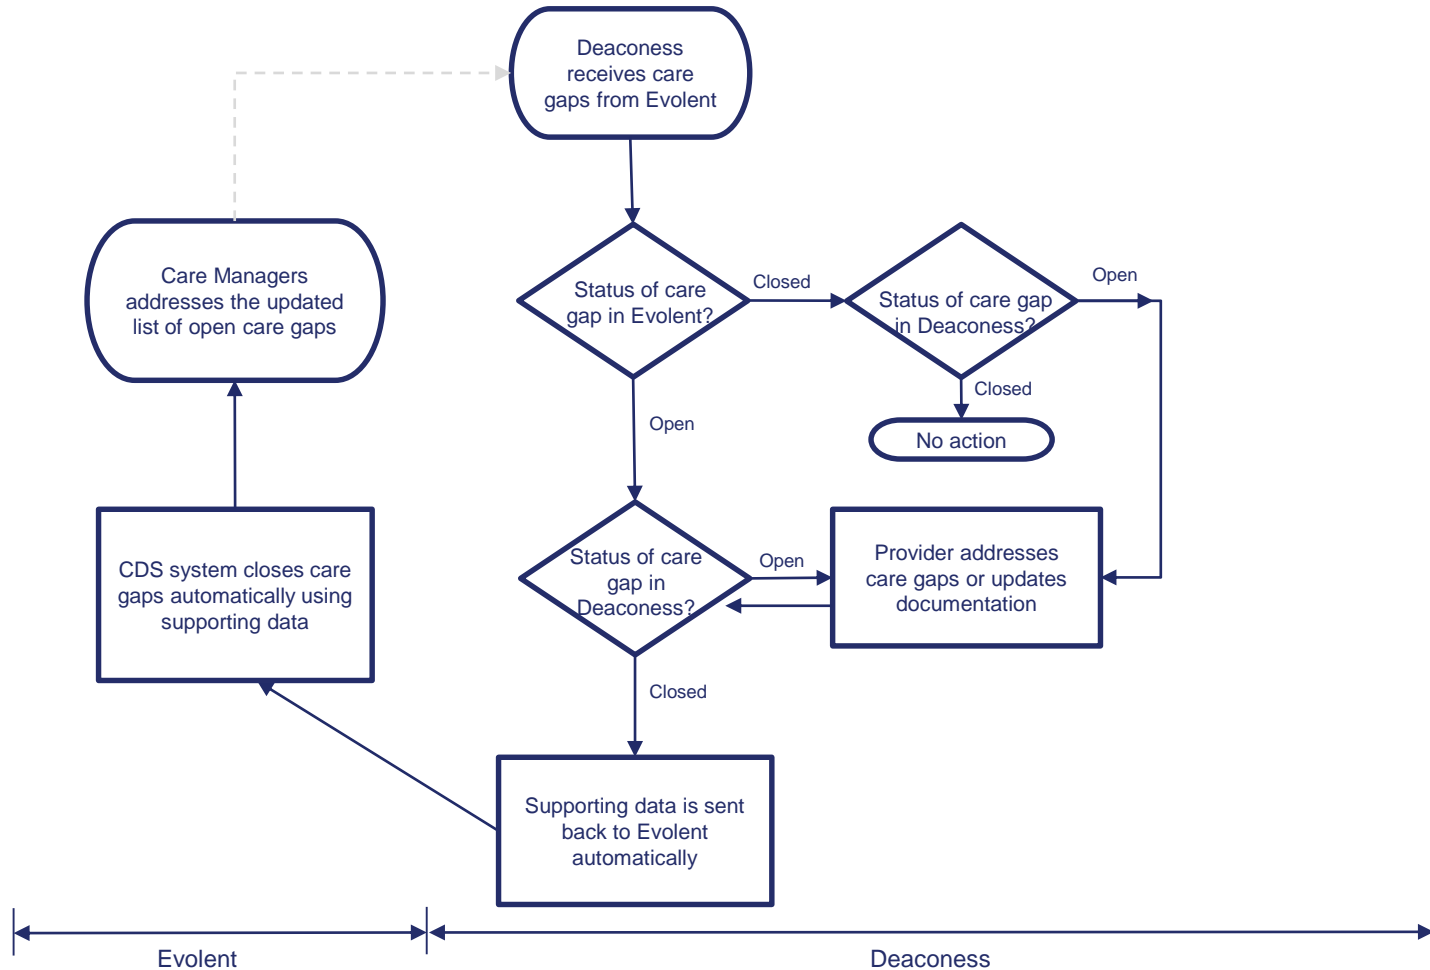 Deaconess
receives care
gaps from Evolent
Care Managers
addresses the updated
list of open care gaps
Status of care
gap in Evolent?
Closed
Status of care gap
in Deaconess?
Open
Closed
No action
Open
CDS system closes care
gaps automatically using
supporting data
Status of care
gap in
Deaconess?
Open
Provider addresses
care gaps or updates
documentation
Closed
Supporting data is sent
back to Evolent
automatically
Evolent
Deaconess